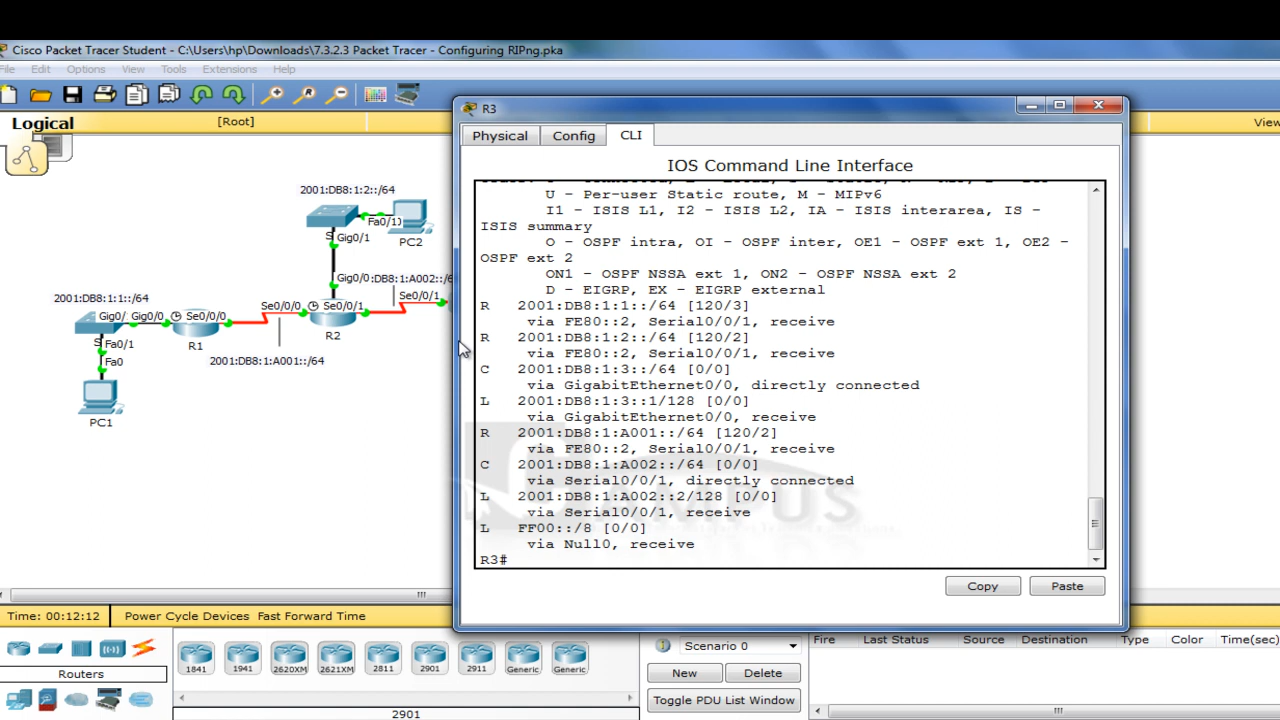 Cisco Packet Tracer Student - C:\Users\hp\Downloads\7.3.2.3 Packet Tracer - Configuring RIPng.pka
File Edit Options View Tools Extensions Help
Logical
[Root]
View
2001:DB8:1:2::/64
Fa0/1
S
Gig0/1
PC2
Gig0/0
:DB8:1:A002::/64
2001:DB8:1:1::/64
Se0/0/0
Se0/0/1
Se0/0/1
Gig0/
Gig0/0
Se0/0/0
S
Fa0/1
R1
R2
2001:DB8:1:A001::/64
Fa0
PC1
R3
Physical
Config
CLI
IOS Command Line Interface
U - Per-user Static route, M - MIPv6
I1 - ISIS L1, I2 - ISIS L2, IA - ISIS interarea, IS -
ISIS summary
O - OSPF intra, OI - OSPF inter, OE1 - OSPF ext 1, OE2 -
OSPF ext 2
ON1 - OSPF NSSA ext 1, ON2 - OSPF NSSA ext 2
D - EIGRP, EX - EIGRP external
R 2001:DB8:1:1::/64 [120/3]
via FE80::2, Serial0/0/1, receive
R 2001:DB8:1:2::/64 [120/2]
via FE80::2, Serial0/0/1, receive
C 2001:DB8:1:3::/64 [0/0]
via GigabitEthernet0/0, directly connected
L 2001:DB8:1:3::1/128 [0/0]
via GigabitEthernet0/0, receive
R 2001:DB8:1:A001::/64 [120/2]
via FE80::2, Serial0/0/1, receive
C 2001:DB8:1:A002::/64 [0/0]
via Serial0/0/1, directly connected
L 2001:DB8:1:A002::2/128 [0/0]
via Serial0/0/1, receive
L FF00::/8 [0/0]
via Null0, receive
R3#
Copy
Paste
Time: 00:12:12
Power Cycle Devices Fast Forward Time
1841
1941
2620XM
2621XM
2811
2901
2911
Generic
Generic
Routers
2901
Scenario 0
New
Delete
Toggle PDU List Window
Fire Last Status Source Destination Type Color Time(sec)